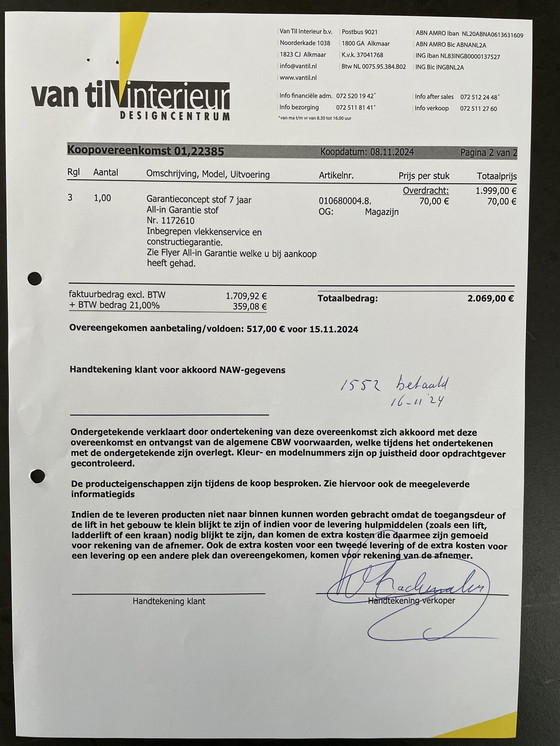 van til interieur
DESIGNCENTRUM
Van Til Interieur b.v.
Noorderkade 1038
1823 CJ Alkmaar
info@vantil.nl
www.vantil.nl
Postbus 9021
1800 GA Alkmaar
K.v.k. 37041768
Btw NL 0075.95.384.B02
ABN AMRO Iban NL20ABNA0613631609
ABN AMRO Bic ABNANL2A
ING Iban NL83INGB0000137527
ING Bic INGBNL2A
Info financiële adm. 072 520 19 42*
Info bezorging 072 511 81 41*
*van ma t/m vr van 8.30 tot 16.00 uur
Info after sales 072 512 24 48*
Info verkoop 072 511 27 60
Koopovereenkomst 01,22385 Koopdatum: 08.11.2024 Pagina 2 van 2
Rgl Aantal Omschrijving, Model, Uitvoering Artikelnr. Prijs per stuk Totaalprijs
Overdracht: 1.999,00 €
3 1,00 Garantieconcept stof 7 jaar 010680004.8. 70,00 € 70,00 €
All-in Garantie stof OG: Magazijn
Nr. 1172610
Inbegrepen vlekkenservice en
constructiegarantie.
Zie Flyer All-in Garantie welke u bij aankoop
heeft gehad.
faktuurbedrag excl. BTW 1.709,92 € Totaalbedrag: 2.069,00 €
+ BTW bedrag 21,00% 359,08 €
Overeengekomen aanbetaling/voldoen: 517,00 € voor 15.11.2024
Handtekening klant voor akkoord NAW-gegevens
1552 betaald
16-11 '24
Ondergetekende verklaart door ondertekening van deze overeenkomst zich akkoord met deze
overeenkomst en ontvangst van de algemene CBW voorwaarden, welke tijdens het ondertekenen
met de ondergetekende zijn overlegt. Kleur- en modelnummers zijn op juistheid door opdrachtgever
gecontroleerd.
De producteigenschappen zijn tijdens de koop besproken. Zie hiervoor ook de meegeleverde
informatiegids
Indien de te leveren producten niet naar binnen kunnen worden gebracht omdat de toegangsdeur of
de lift in het gebouw te klein blijkt te zijn of indien voor de levering hulpmiddelen (zoals een lift,
ladderlift of een kraan) nodig blijkt te zijn, dan komen de extra kosten die daarmee zijn gemoeid
voor rekening van de afnemer. Ook de extra kosten voor een tweede levering of de extra kosten voor
een levering op een andere plek dan overeengekomen, komen voor rekening van de afnemer.
Handtekening klant Handtekening verkoper